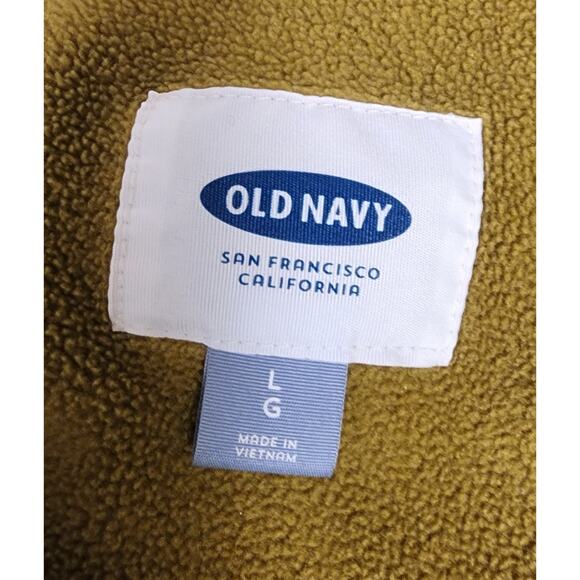 OLD NAVY
SAN FRANCISCO
CALIFORNIA
L
G
MADE IN
VIETNAM